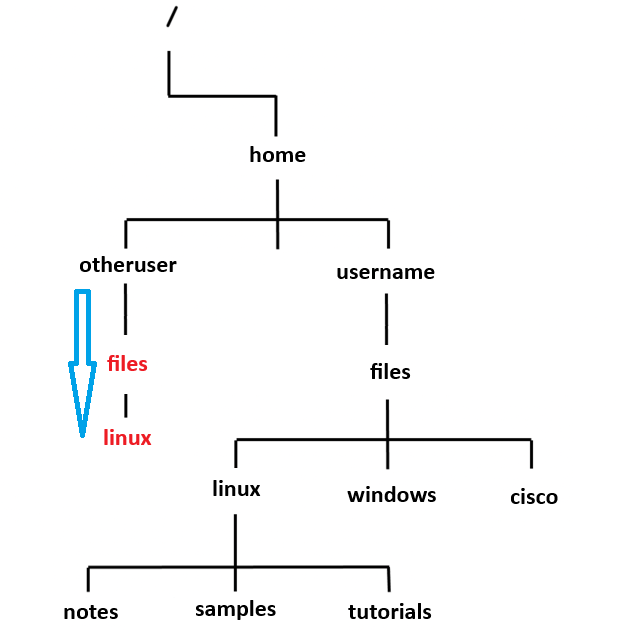 /
home
otheruser
username
files
files
linux
linux
windows
cisco
notes
samples
tutorials